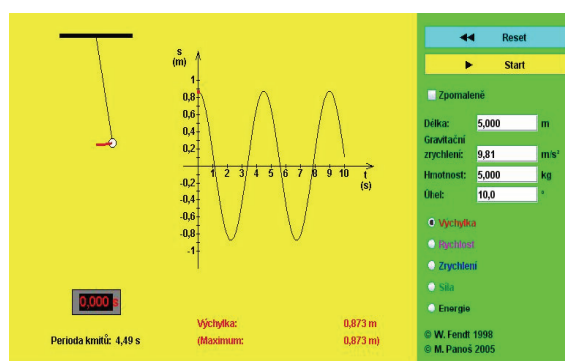 s
(m)
1
0,8
0,6
0,4
0,2
-0,2
-0,4
-0,6
-0,8
-1
1 2 3 4 5 6 7 8 9 10
t
(s)
0,000 s
Perioda kmitů: 4,49 s
Výchylka: 0,873 m
(Maximum: 0,873 m)
Reset
Start
Zpomaleně
Délka: 5,000 m
Gravitační
zrychlení: 9,81 m/s²
Hmotnost: 5,000 kg
Úhel: 10,0 °
Výchylka
Rychlost
Zrychlení
Síla
Energie
© W. Fendt 1998
© M. Panoš 2005